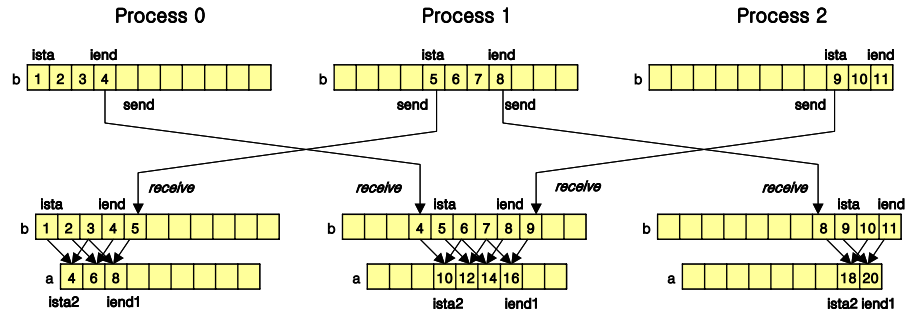 Process 0 Process 1 Process 2
ista iend ista iend ista iend
b 1 2 3 4 b 5 6 7 8 b 9 10 11
send send send send
receive receive receive receive
ista iend ista iend ista iend
b 1 2 3 4 5 b 4 5 6 7 8 9 b 8 9 10 11
a 4 6 8 a 10 12 14 16 a 18 20
ista2 iend1 ista2 iend1 ista2 iend1